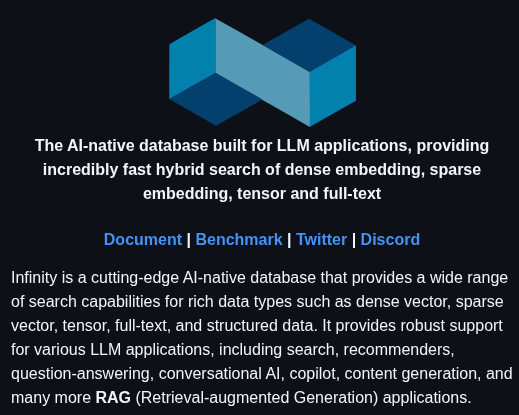 The AI-native database built for LLM applications, providing
incredibly fast hybrid search of dense embedding, sparse
embedding, tensor and full-text
Document | Benchmark | Twitter | Discord
Infinity is a cutting-edge AI-native database that provides a wide range
of search capabilities for rich data types such as dense vector, sparse
vector, tensor, full-text, and structured data. It provides robust support
for various LLM applications, including search, recommenders,
question-answering, conversational AI, copilot, content generation, and
many more RAG (Retrieval-augmented Generation) applications.